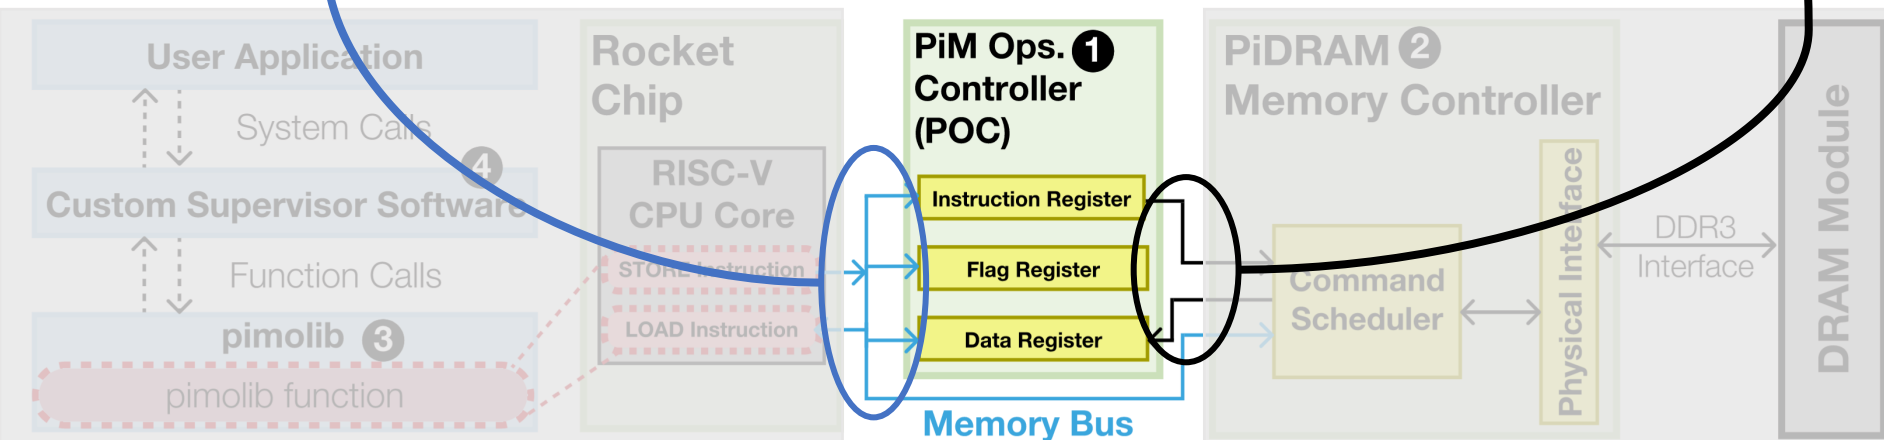 User Application
System Calls
4
Custom Supervisor Software
Function Calls
pimolib 3
pimolib function
Rocket
Chip
RISC-V
CPU Core
STORE Instruction
LOAD Instruction
PiM Ops. 1
Controller
(POC)
Instruction Register
Flag Register
Data Register
Memory Bus
PiDRAM 2
Memory Controller
Command
Scheduler
Physical Interface
DDR3
Interface
DRAM Module